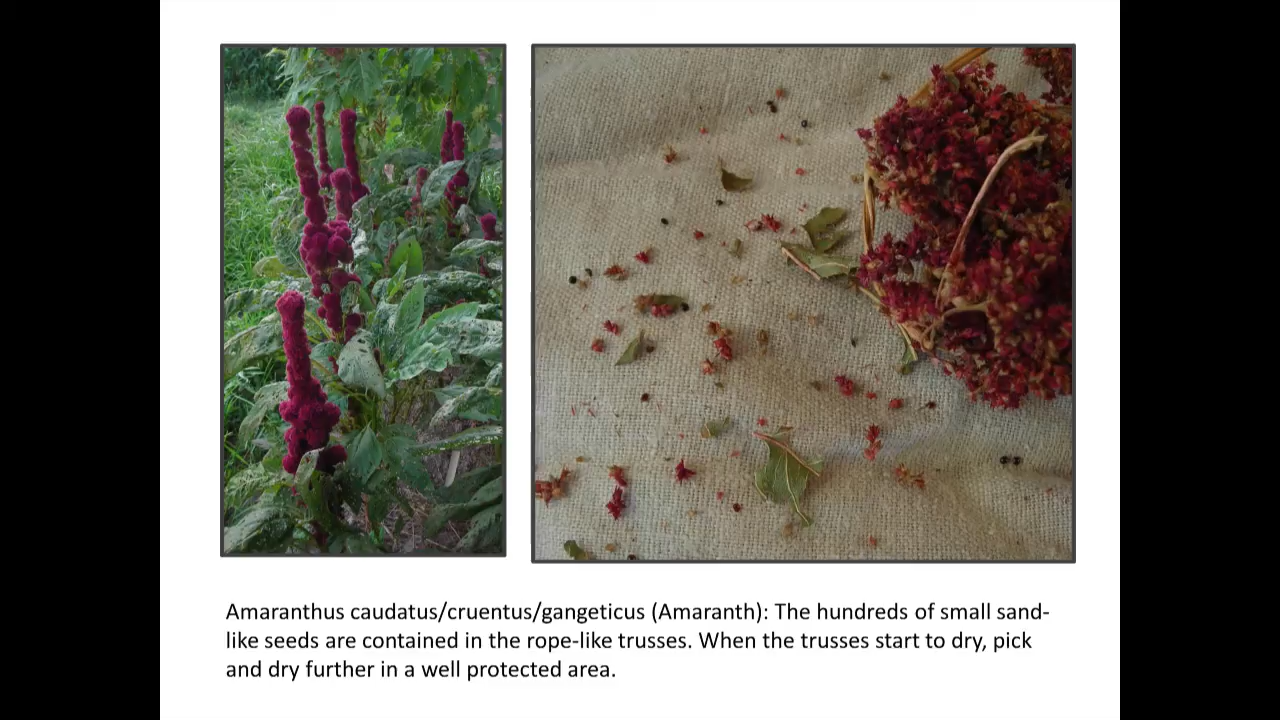 Amaranthus caudatus/cruentus/gangeticus (Amaranth): The hundreds of small sand-
like seeds are contained in the rope-like trusses. When the trusses start to dry, pick
and dry further in a well protected area.